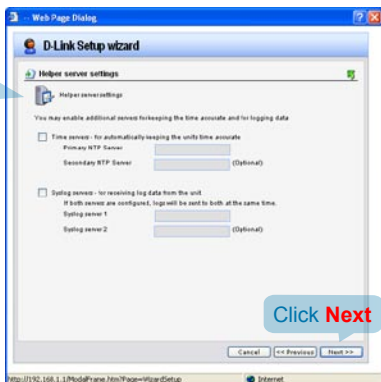 -- Web Page Dialog
D-Link Setup wizard
Helper server settings
Helper server settings
You may enable additional servers for keeping the time accurate and for logging data
Time servers - for automatically keeping the units time accurate
Primary NTP Server
Secondary NTP Server (Optional)
Syslog servers - for receiving log data from the unit
If both servers are configured, logs will be sent to both at the same time.
Syslog server 1
Syslog server 2 (Optional)
Click Next
Cancel << Previous Next >>
http://192.168.1.1/ModalFrame.htm?Page=WizardSetup Internet